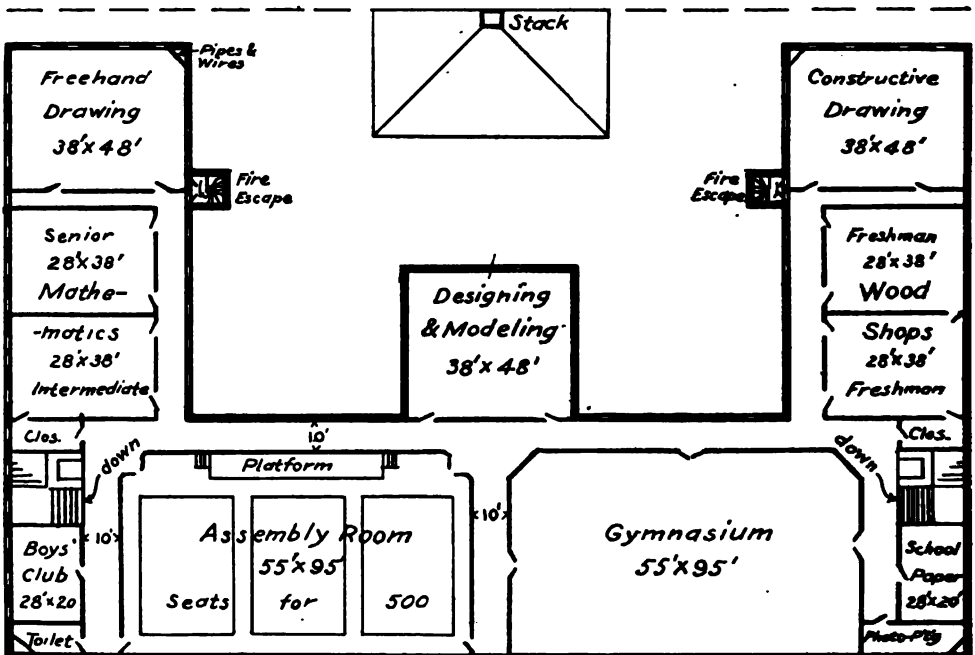 Stack
Pipes &
Wires
Freehand
Drawing
38'x48'
Constructive
Drawing
38'x48'
Fire
Escape
Fire
Escape
Senior
28'x38'
Mathe-
-matics
28'x38'
Intermediate
Designing
& Modeling
38'x48'
Freshman
28'x38'
Wood
Shops
28'x38'
Freshman
Clos.
down
10'
Platform
down
Clos.
Assembly Room
55'x95'
Seats for 500
10'
10'
Gymnasium
55'x95'
Boys'
Club
28'x20
Toilet
School
Paper
28'x20'
Photo-Ptg